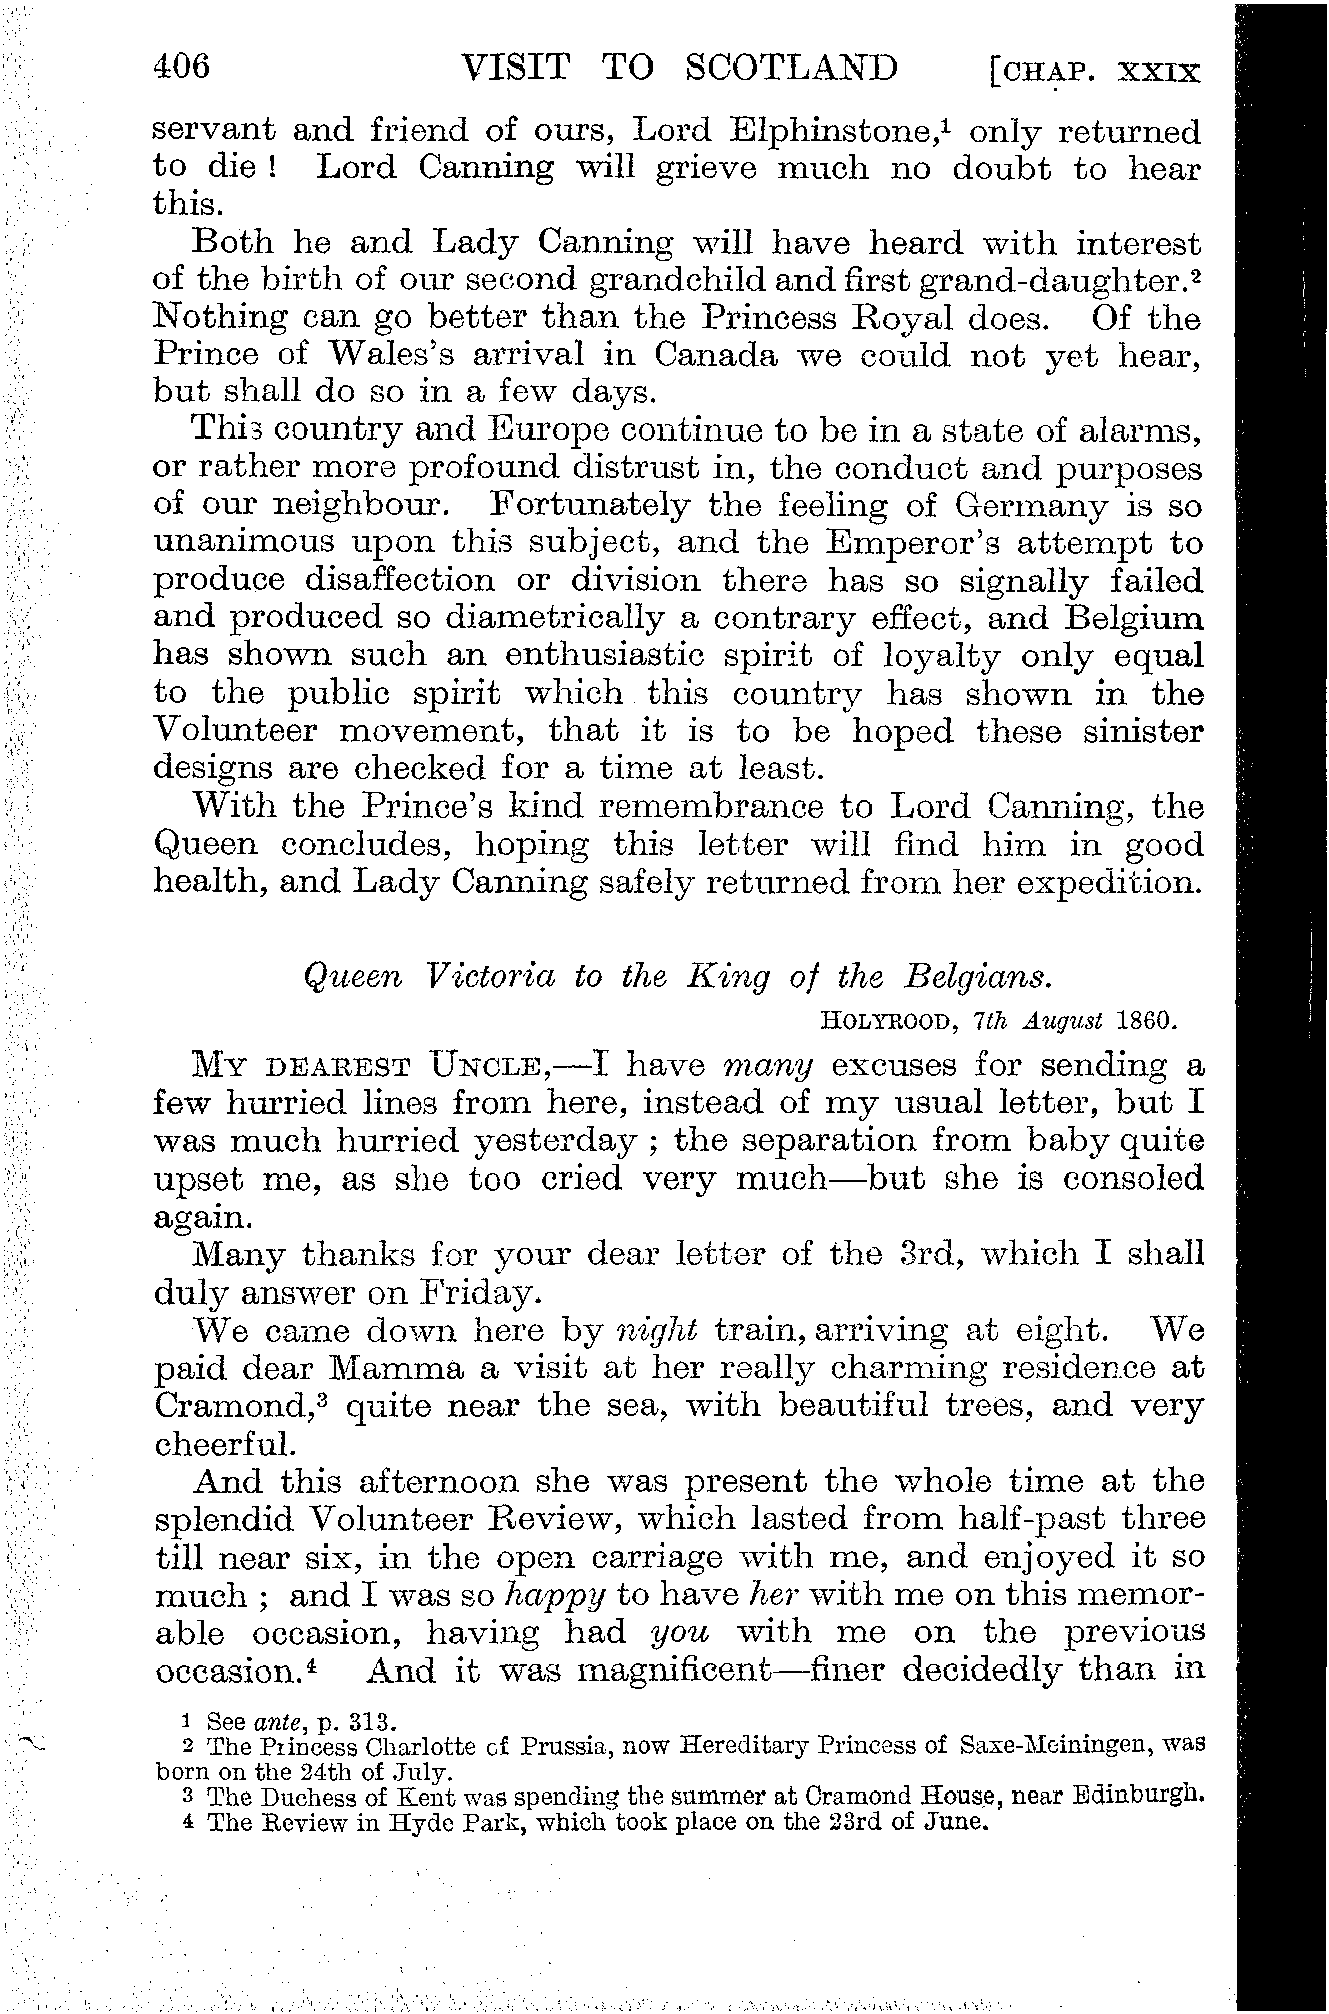 406 VISIT TO SCOTLAND [CHAP. XXIX
servant and friend of ours, Lord Elphinstone,¹ only returned
to die ! Lord Canning will grieve much no doubt to hear
this.
Both he and Lady Canning will have heard with interest
of the birth of our second grandchild and first grand-daughter.²
Nothing can go better than the Princess Royal does. Of the
Prince of Wales's arrival in Canada we could not yet hear,
but shall do so in a few days.
This country and Europe continue to be in a state of alarms,
or rather more profound distrust in, the conduct and purposes
of our neighbour. Fortunately the feeling of Germany is so
unanimous upon this subject, and the Emperor's attempt to
produce disaffection or division there has so signally failed
and produced so diametrically a contrary effect, and Belgium
has shown such an enthusiastic spirit of loyalty only equal
to the public spirit which this country has shown in the
Volunteer movement, that it is to be hoped these sinister
designs are checked for a time at least.
With the Prince's kind remembrance to Lord Canning, the
Queen concludes, hoping this letter will find him in good
health, and Lady Canning safely returned from her expedition.
Queen Victoria to the King of the Belgians.
HOLYROOD, 7th August 1860.
MY DEAREST UNCLE,—I have many excuses for sending a
few hurried lines from here, instead of my usual letter, but I
was much hurried yesterday ; the separation from baby quite
upset me, as she too cried very much—but she is consoled
again.
Many thanks for your dear letter of the 3rd, which I shall
duly answer on Friday.
We came down here by night train, arriving at eight. We
paid dear Mamma a visit at her really charming residence at
Cramond,³ quite near the sea, with beautiful trees, and very
cheerful.
And this afternoon she was present the whole time at the
splendid Volunteer Review, which lasted from half-past three
till near six, in the open carriage with me, and enjoyed it so
much ; and I was so happy to have her with me on this memor-
able occasion, having had you with me on the previous
occasion.⁴ And it was magnificent—finer decidedly than in
1 See ante, p. 313.
2 The Princess Charlotte of Prussia, now Hereditary Princess of Saxe-Meiningen, was
born on the 24th of July.
3 The Duchess of Kent was spending the summer at Cramond House, near Edinburgh.
4 The Review in Hyde Park, which took place on the 23rd of June.